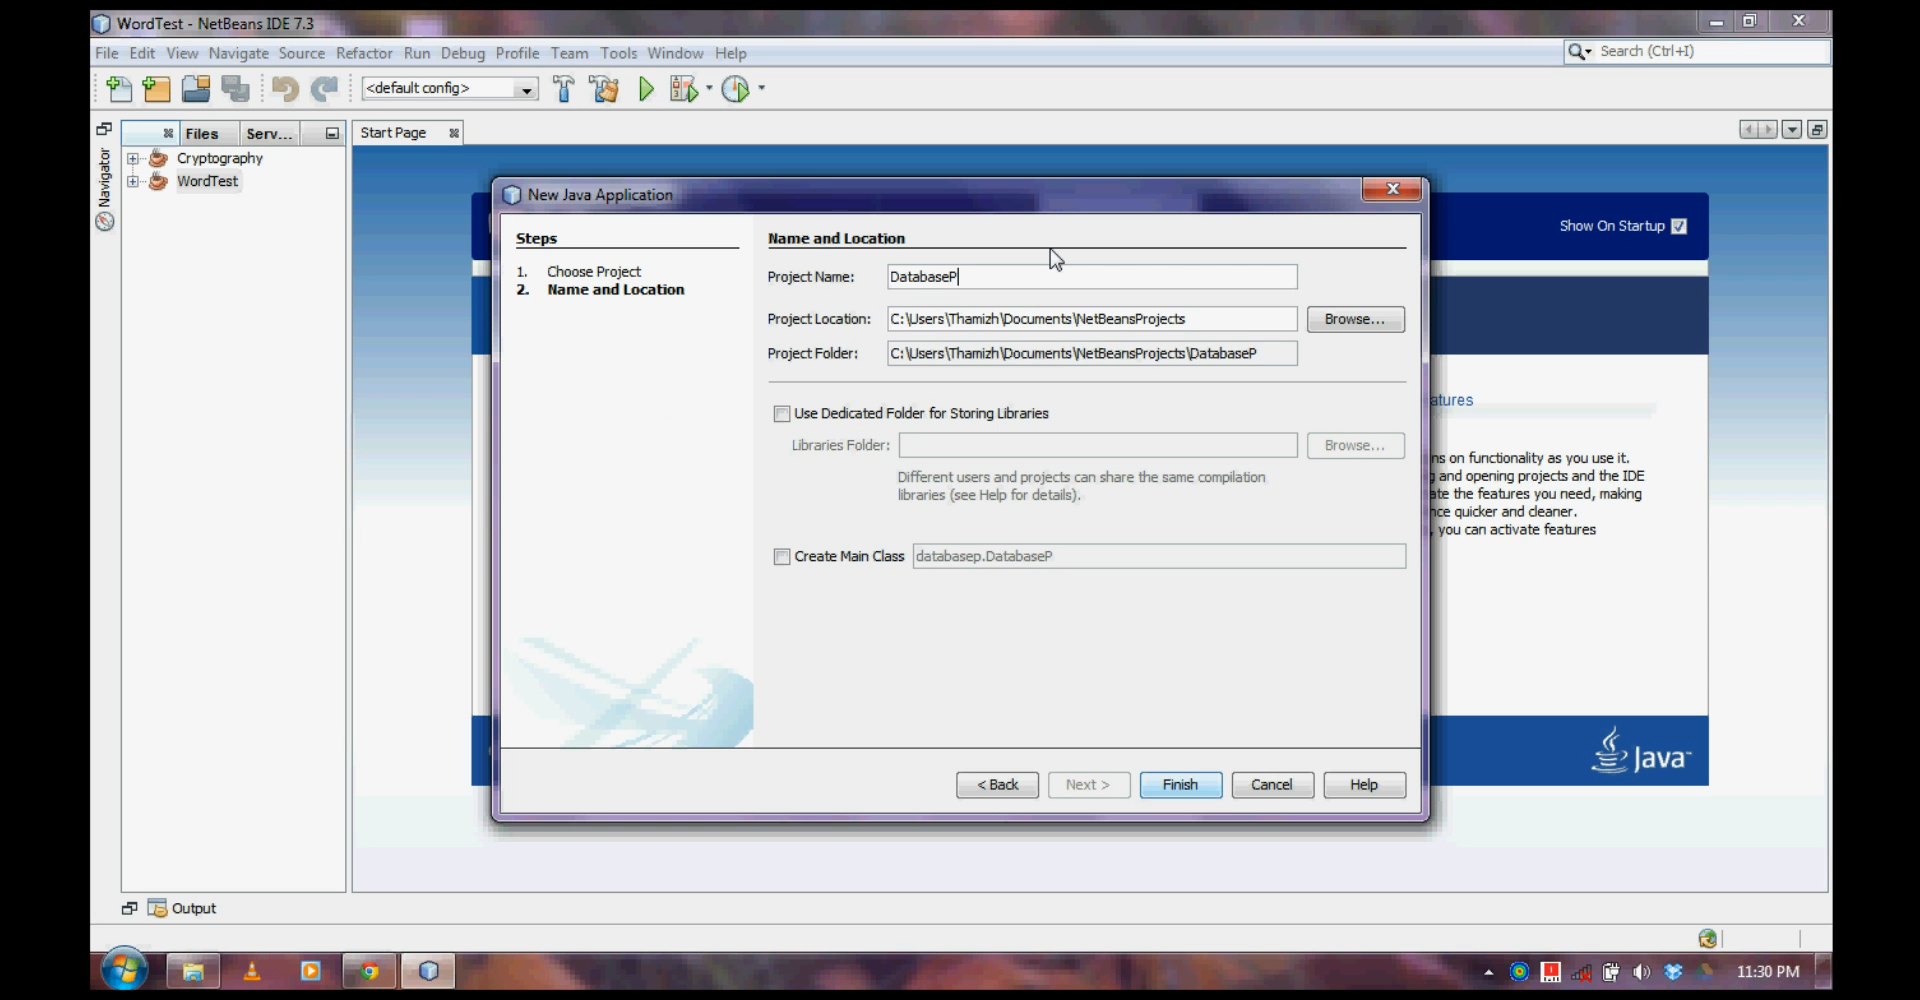 WordTest - NetBeans IDE 7.3
File Edit View Navigate Source Refactor Run Debug Profile Team Tools Window Help
Search (Ctrl+I)
<default config>
Files Serv...
Start Page
Navigator
Cryptography
WordTest
New Java Application
Show On Startup
Steps
1. Choose Project
2. Name and Location
Name and Location
Project Name: DatabaseP
Project Location: C:\Users\Thamizh\Documents\NetBeansProjects Browse...
Project Folder: C:\Users\Thamizh\Documents\NetBeansProjects\DatabaseP
Use Dedicated Folder for Storing Libraries
Libraries Folder: Browse...
Different users and projects can share the same compilation
libraries (see Help for details).
Create Main Class databasep.DatabaseP
atures
ns on functionality as you use it.
g and opening projects and the IDE
ate the features you need, making
nce quicker and cleaner.
, you can activate features
Java
< Back Next > Finish Cancel Help
Output
11:30 PM